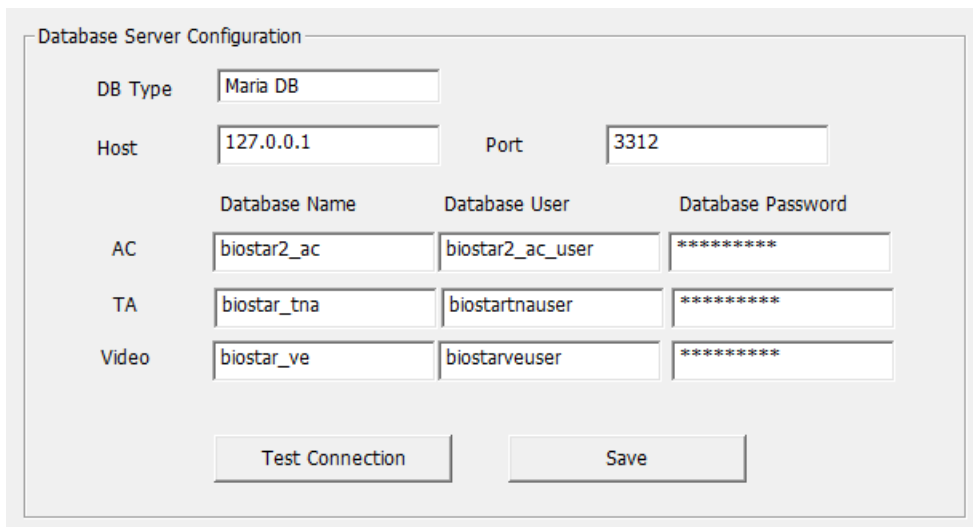 Database Server Configuration
DB Type Maria DB
Host 127.0.0.1 Port 3312
Database Name Database User Database Password
AC biostar2_ac biostar2_ac_user *********
TA biostar_tna biostartnauser *********
Video biostar_ve biostarveuser *********
Test Connection Save